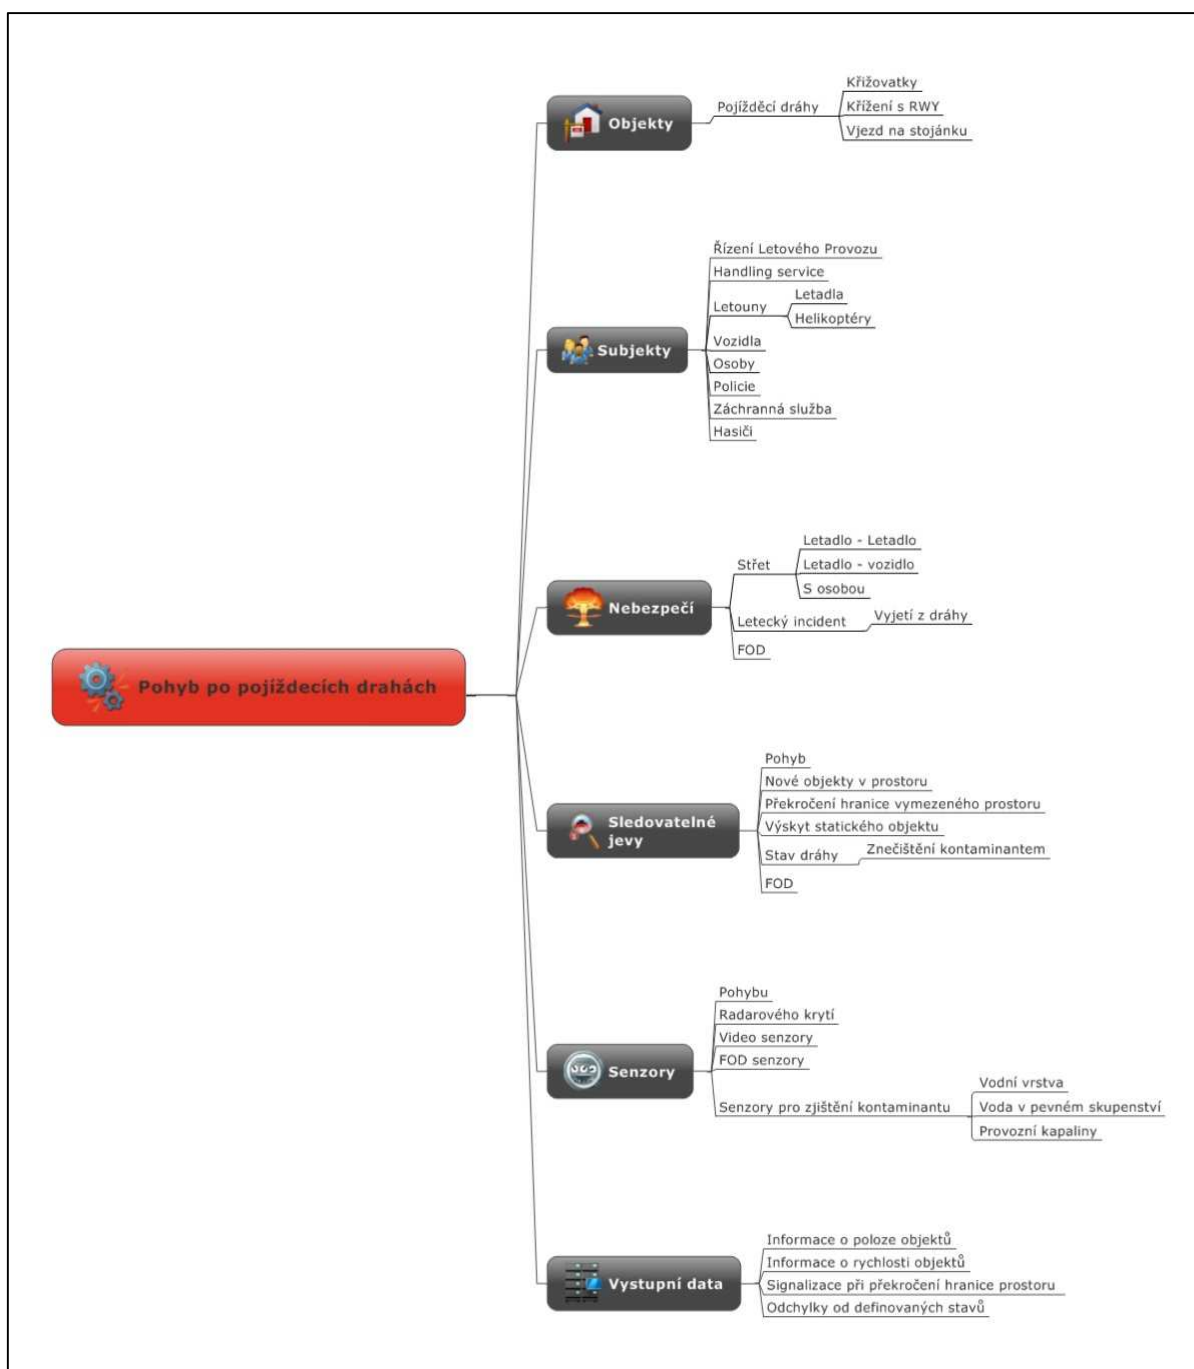 Pohyb po pojíždecích drahách
Objekty
Pojížděcí dráhy
Křižovatky
Křížení s RWY
Vjezd na stojánku
Subjekty
Řízení Letového Provozu
Handling service
Letouny
Letadla
Helikoptéry
Vozidla
Osoby
Policie
Záchranná služba
Hasiči
Nebezpečí
Střet
Letadlo - Letadlo
Letadlo - vozidlo
S osobou
Letecký incident
Vyjetí z dráhy
FOD
Sledovatelné
jevy
Pohyb
Nové objekty v prostoru
Překročení hranice vymezeného prostoru
Výskyt statického objektu
Stav dráhy
Znečištění kontaminantem
FOD
Senzory
Pohybu
Radarového krytí
Video senzory
FOD senzory
Senzory pro zjištění kontaminantu
Vodní vrstva
Voda v pevném skupenství
Provozní kapaliny
Vystupní data
Informace o poloze objektů
Informace o rychlosti objektů
Signalizace při překročení hranice prostoru
Odchylky od definovaných stavů